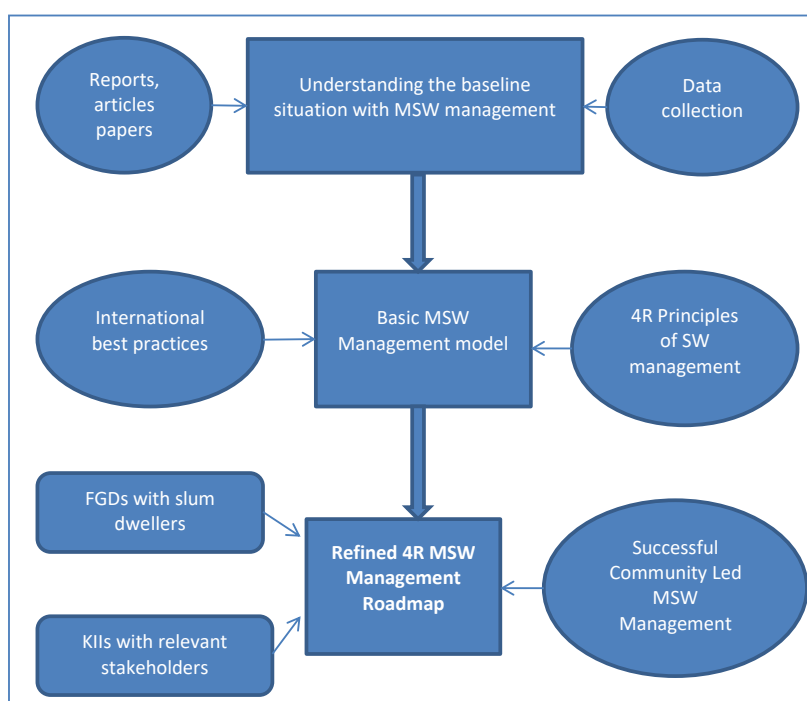 Reports,
articles
papers
Understanding the baseline
situation with MSW management
Data
collection
International
best practices
Basic MSW
Management model
4R Principles
of SW
management
FGDs with slum
dwellers
Refined 4R MSW
Management
Roadmap
Successful
Community Led
MSW
Management
KIIs with relevant
stakeholders